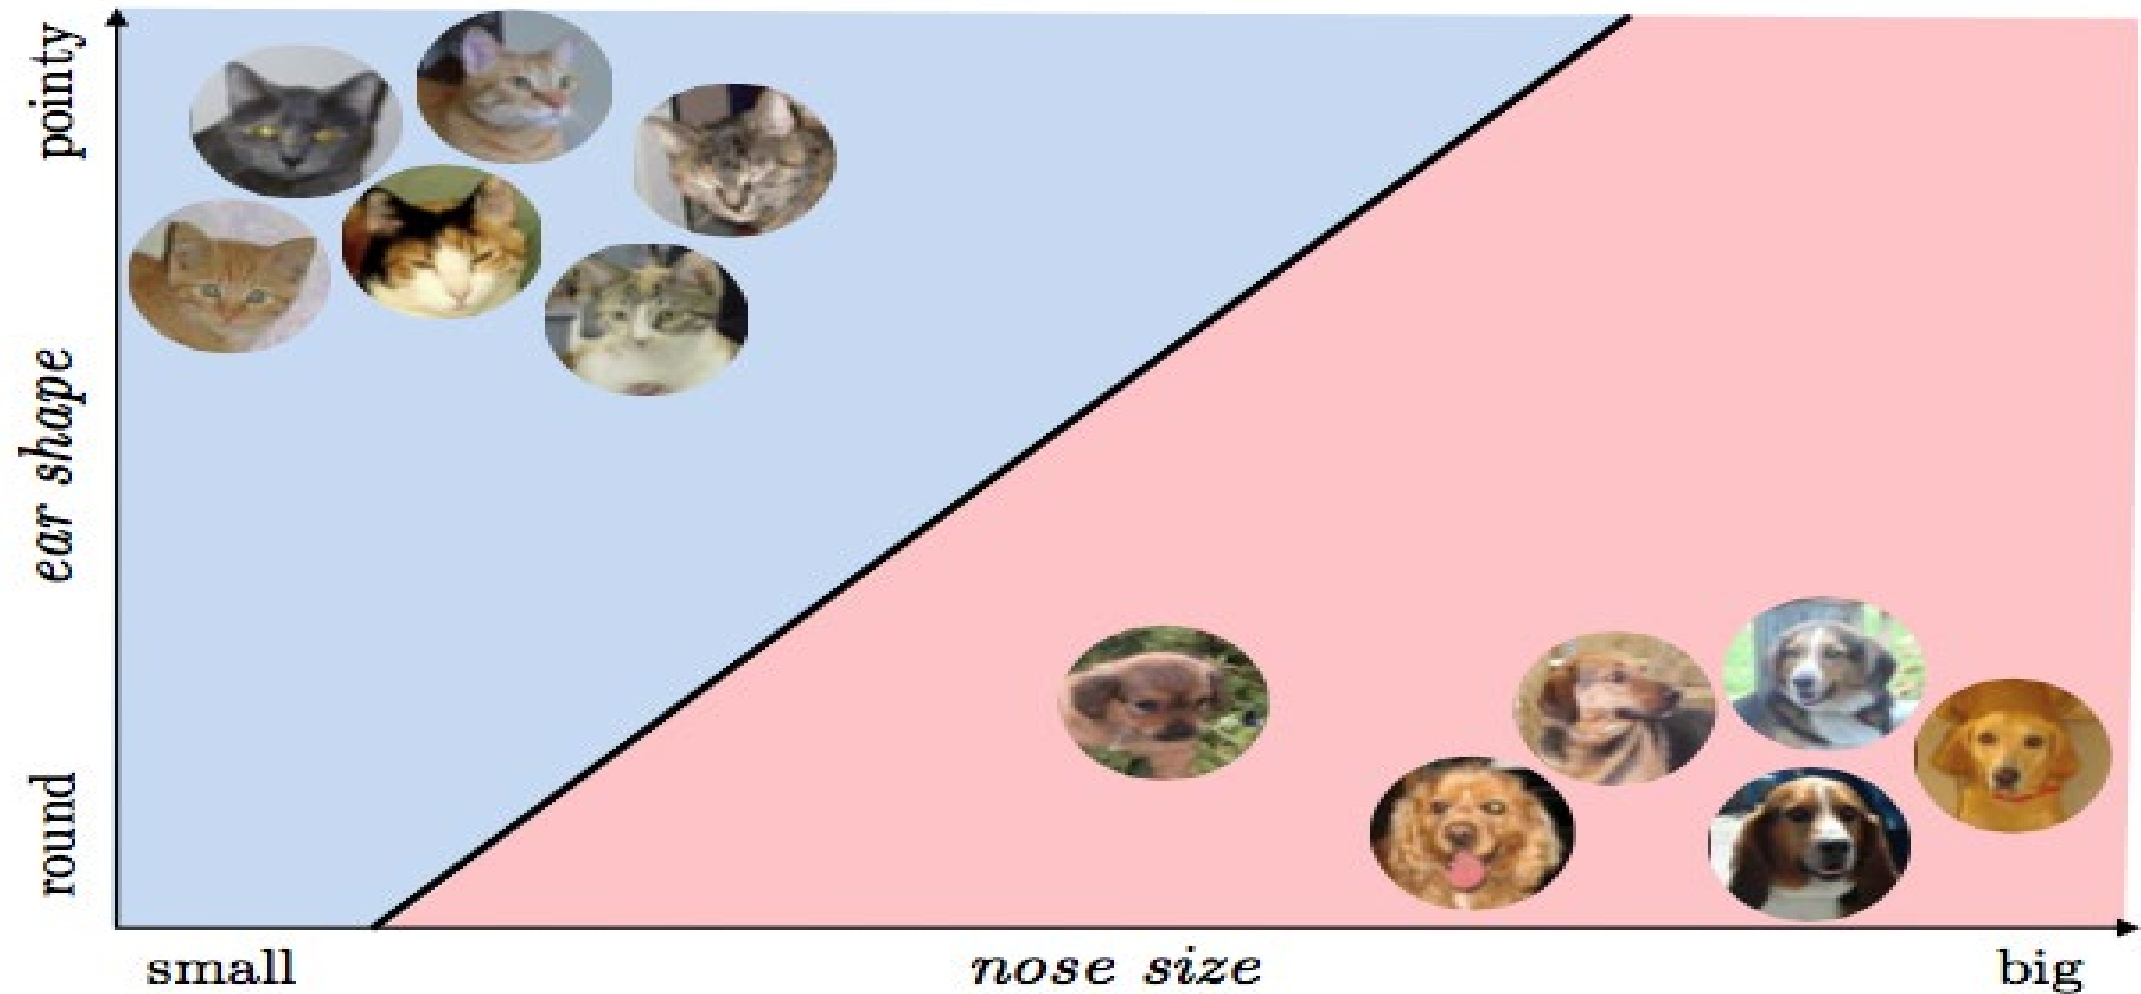 pointy
ear shape
round
small
nose size
big